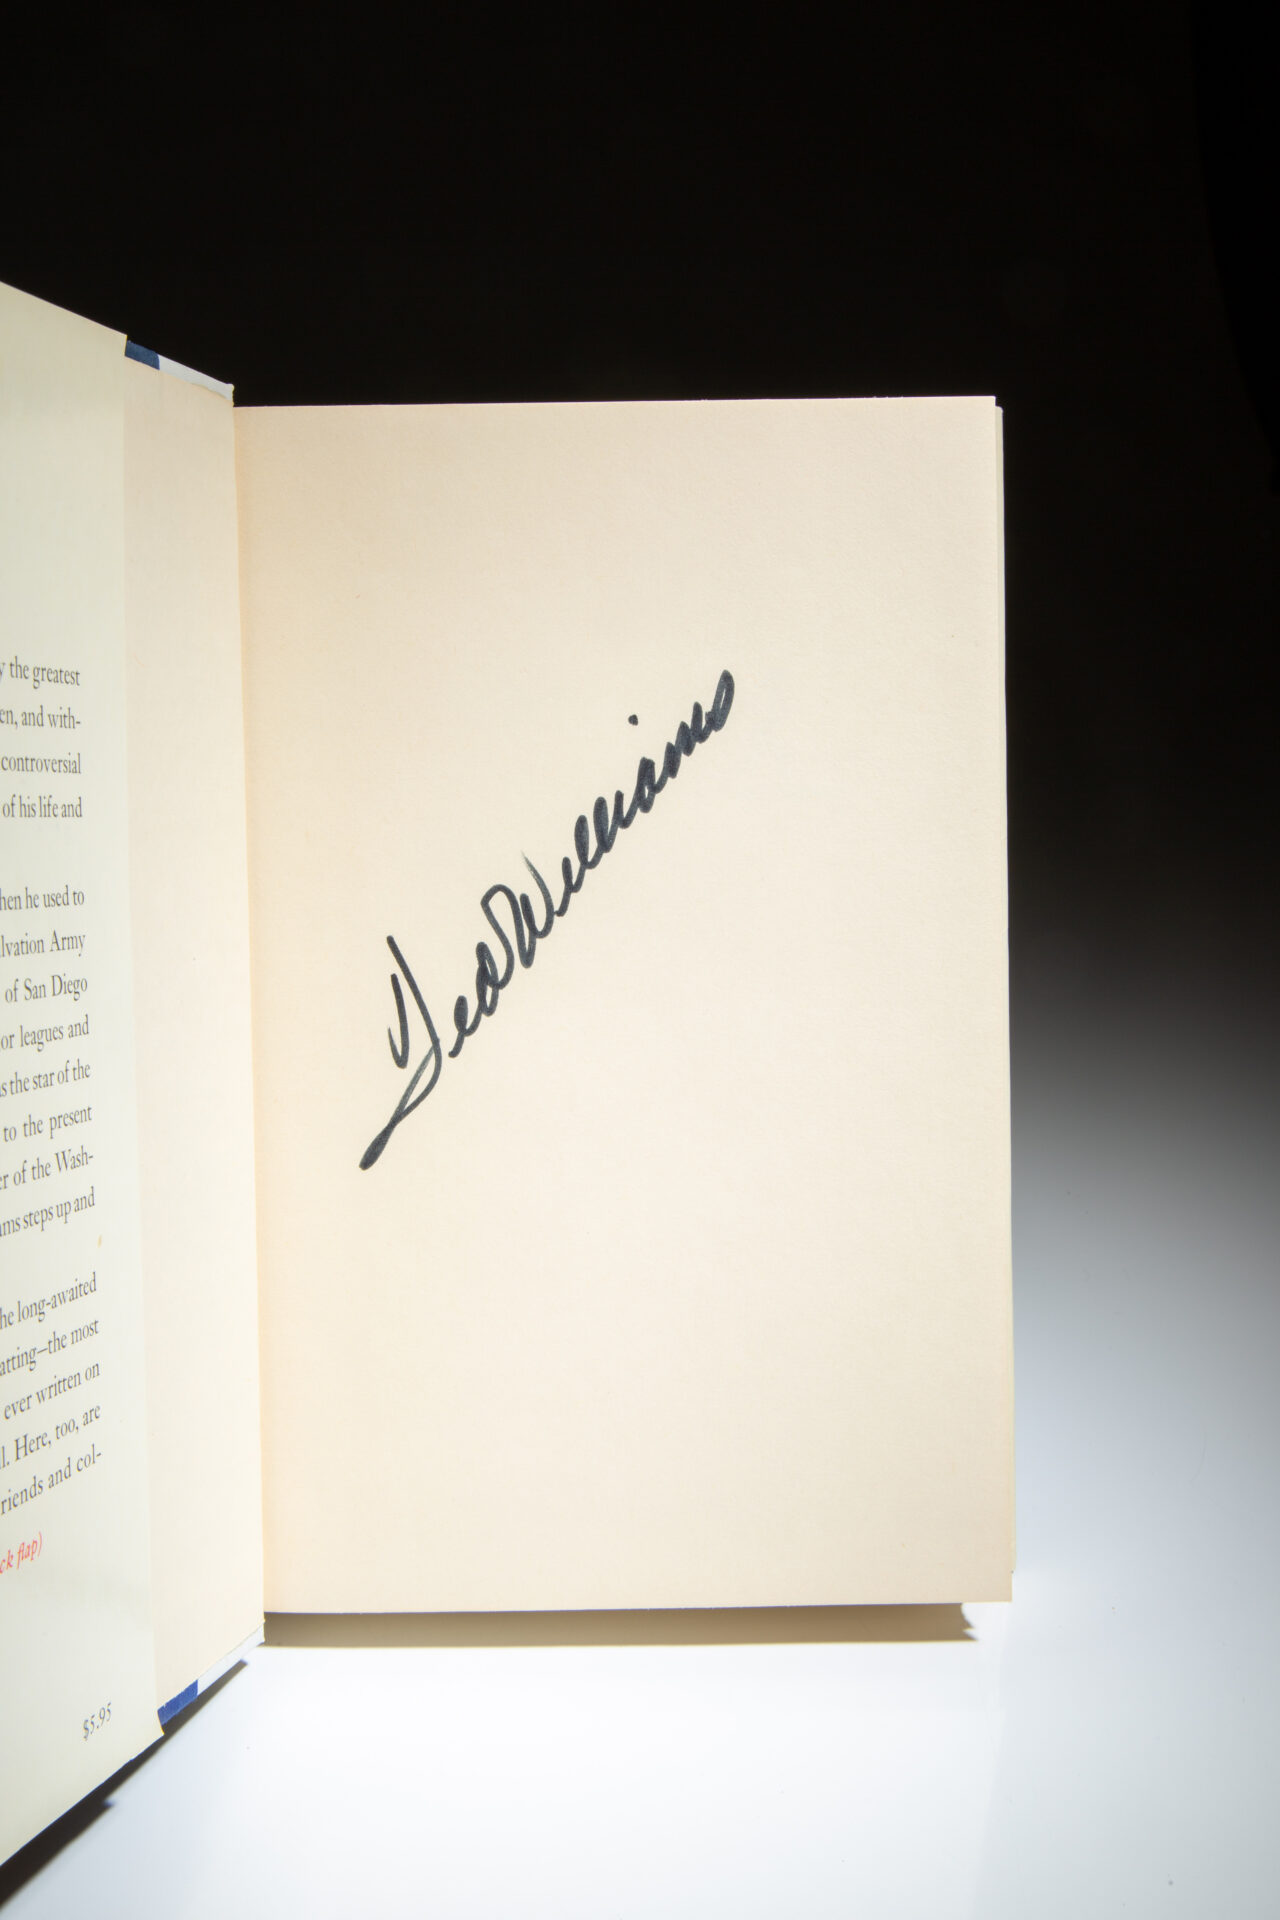 the greatest
en, and with-
controversial
of his life and
hen he used to
lvation Army
of San Diego
or leagues and
s the star of the
to the present
er of the Wash-
ams steps up and
he long-awaited
atting—the most
ever written on
l. Here, too, are
riends and col-
ck flap)
$5.95
Ted Williams